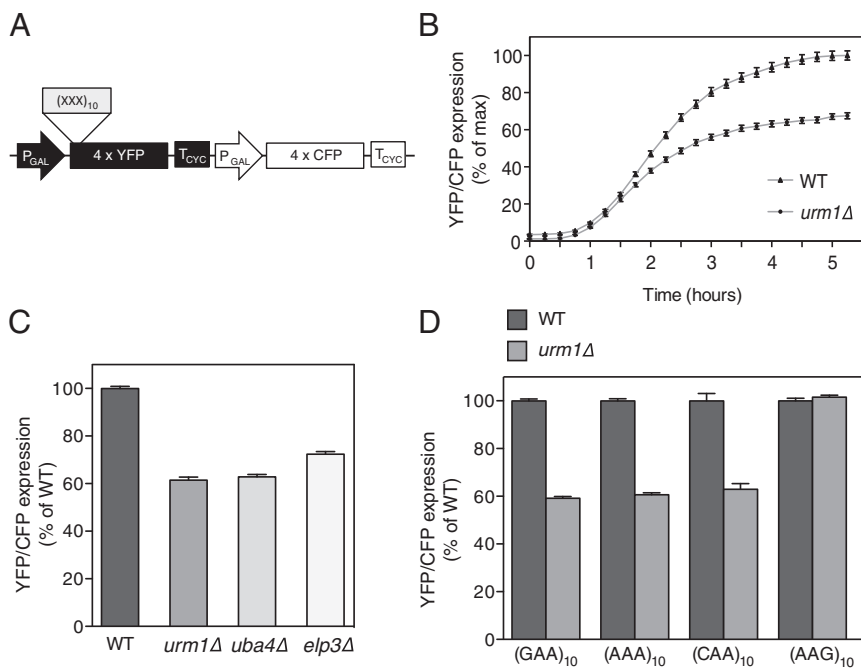 A
(XXX)10
PGAL
4 x YFP
TCYC
PGAL
4 x CFP
TCYC
B
YFP/CFP expression
(% of max)
100
80
60
40
20
0
0 1 2 3 4 5
Time (hours)
WT
urm1Δ
C
YFP/CFP expression
(% of WT)
100
80
60
40
20
0
WT urm1Δ uba4Δ elp3Δ
D
WT
urm1Δ
YFP/CFP expression
(% of WT)
100
80
60
40
20
0
(GAA)10 (AAA)10 (CAA)10 (AAG)10